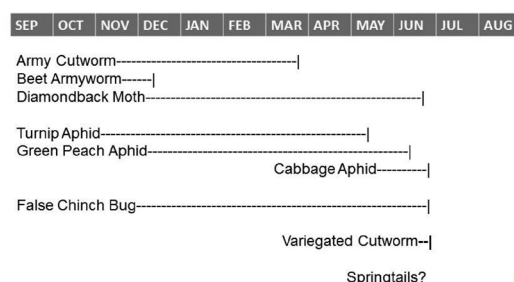 SEP OCT NOV DEC JAN FEB MAR APR MAY JUN JUL AUG
Army Cutworm
Beet Armyworm
Diamondback Moth
Turnip Aphid
Green Peach Aphid
Cabbage Aphid
False Chinch Bug
Variegated Cutworm
Springtails?